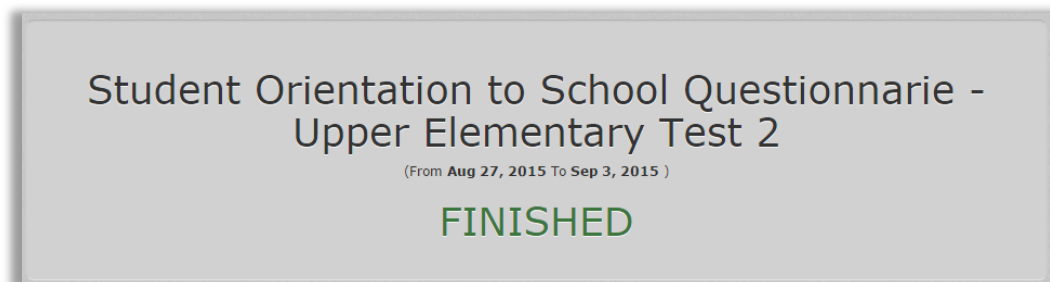 Student Orientation to School Questionnarie -
Upper Elementary Test 2
(From Aug 27, 2015 To Sep 3, 2015 )
FINISHED